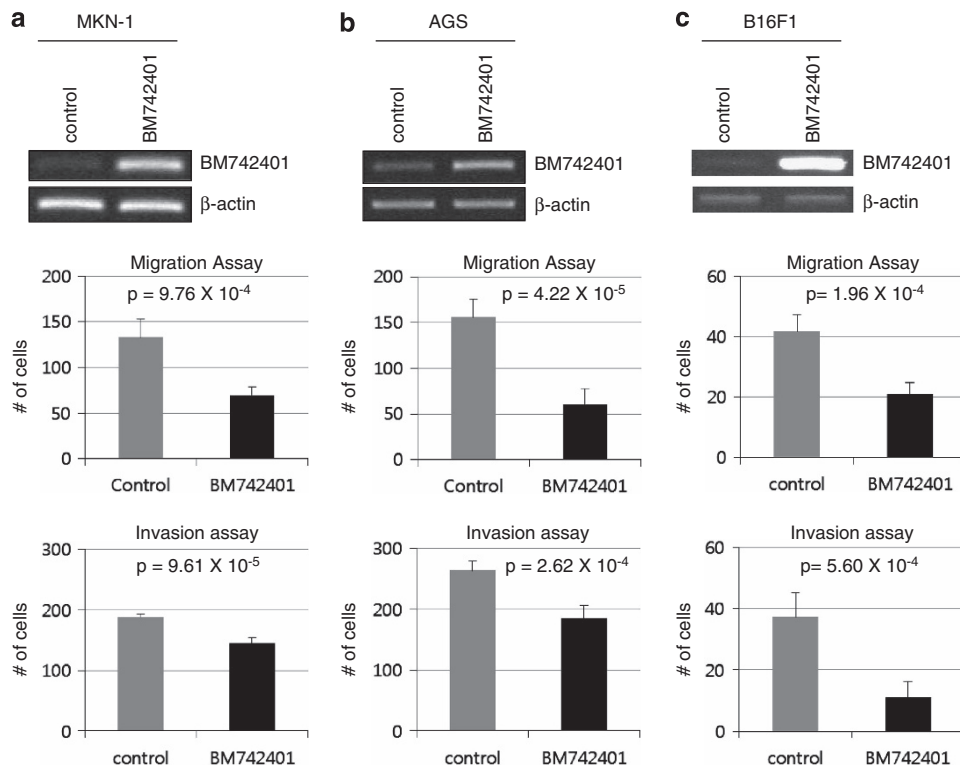 a MKN-1
control BM742401
BM742401
β-actin
Migration Assay
p = 9.76 X 10-4
200
150
100
50
0
# of cells
Control BM742401
Invasion assay
p = 9.61 X 10-5
300
200
100
0
# of cells
control BM742401
b AGS
control BM742401
BM742401
β-actin
Migration Assay
p = 4.22 X 10-5
200
150
100
50
0
# of cells
Control BM742401
Invasion assay
p = 2.62 X 10-4
300
200
100
0
# of cells
control BM742401
c B16F1
control BM742401
BM742401
β-actin
Migration Assay
p= 1.96 X 10-4
60
40
20
0
# of cells
control BM742401
Invasion assay
p= 5.60 X 10-4
60
40
20
0
# of cells
control BM742401